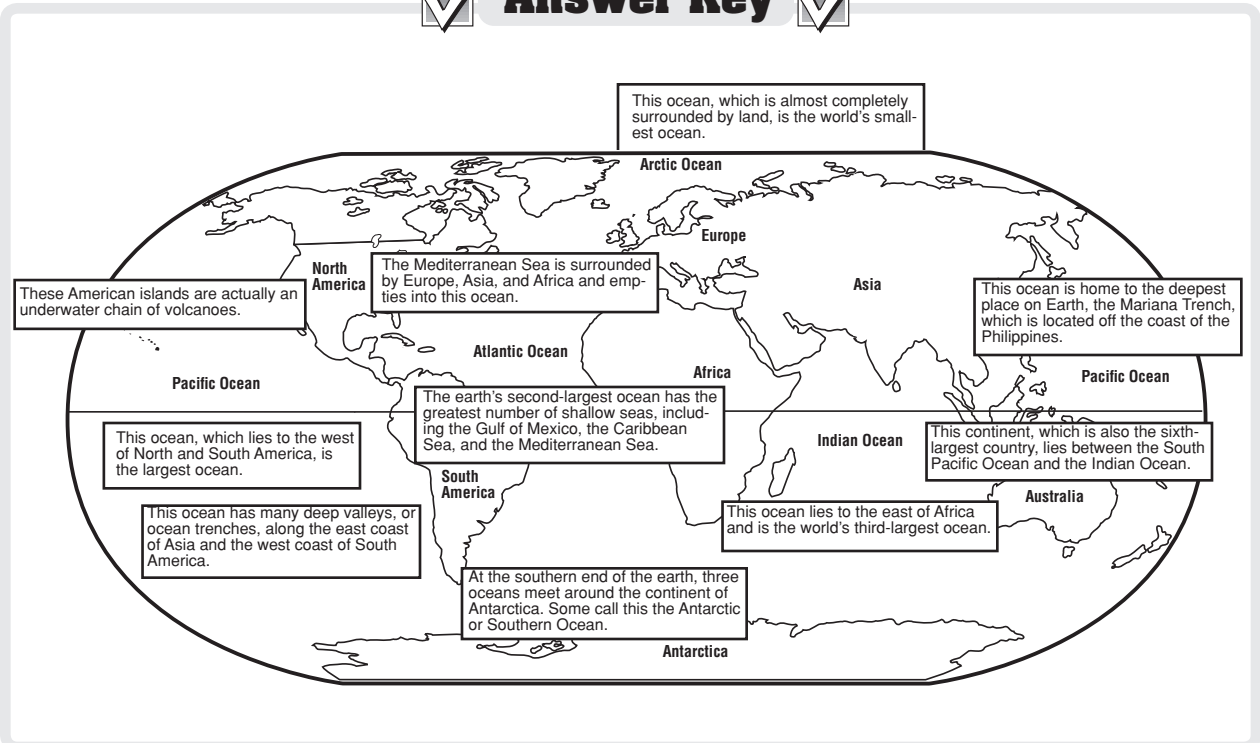 Answer Key
This ocean, which is almost completely
surrounded by land, is the world's small-
est ocean.
Arctic Ocean
Europe
North
America
The Mediterranean Sea is surrounded
by Europe, Asia, and Africa and emp-
ties into this ocean.
Asia
These American islands are actually an
underwater chain of volcanoes.
This ocean is home to the deepest
place on Earth, the Mariana Trench,
which is located off the coast of the
Philippines.
Atlantic Ocean
Pacific Ocean
Africa
Pacific Ocean
The earth's second-largest ocean has the
greatest number of shallow seas, includ-
ing the Gulf of Mexico, the Caribbean
Sea, and the Mediterranean Sea.
This ocean, which lies to the west
of North and South America, is
the largest ocean.
Indian Ocean
This continent, which is also the sixth-
largest country, lies between the South
Pacific Ocean and the Indian Ocean.
South
America
Australia
This ocean has many deep valleys, or
ocean trenches, along the east coast
of Asia and the west coast of South
America.
This ocean lies to the east of Africa
and is the world's third-largest ocean.
At the southern end of the earth, three
oceans meet around the continent of
Antarctica. Some call this the Antarctic
or Southern Ocean.
Antarctica